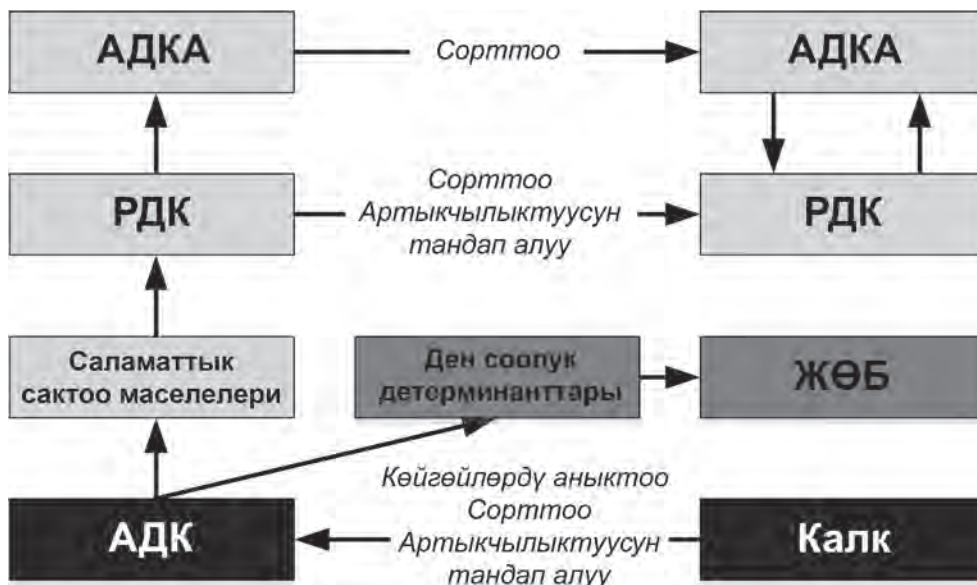 АДКА
Сорттоо
АДКА
РДК
Сорттоо
Артыкчылыктуусун
тандап алуу
РДК
Саламаттык
сактоо маселелери
Ден соолук
детерминанттары
ЖӨБ
АДК
Көйгөйлөрдү аныктоо
Сорттоо
Артыкчылыктуусун
тандап алуу
Калк